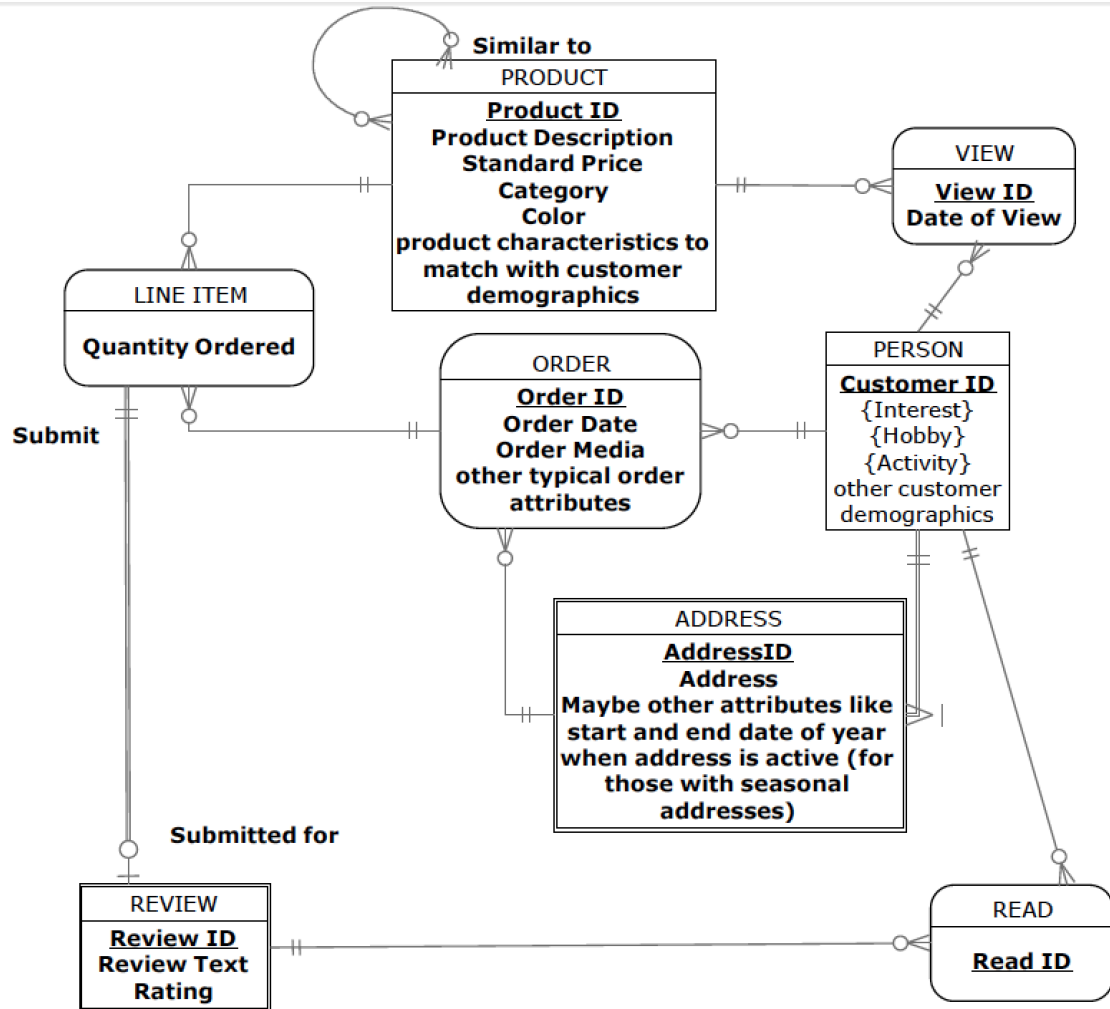 Similar to
PRODUCT
Product ID
Product Description
Standard Price
Category
Color
product characteristics to
match with customer
demographics
VIEW
View ID
Date of View
LINE ITEM
Quantity Ordered
ORDER
Order ID
Order Date
Order Media
other typical order
attributes
PERSON
Customer ID
{Interest}
{Hobby}
{Activity}
other customer
demographics
Submit
ADDRESS
AddressID
Address
Maybe other attributes like
start and end date of year
when address is active (for
those with seasonal
addresses)
Submitted for
REVIEW
Review ID
Review Text
Rating
READ
Read ID